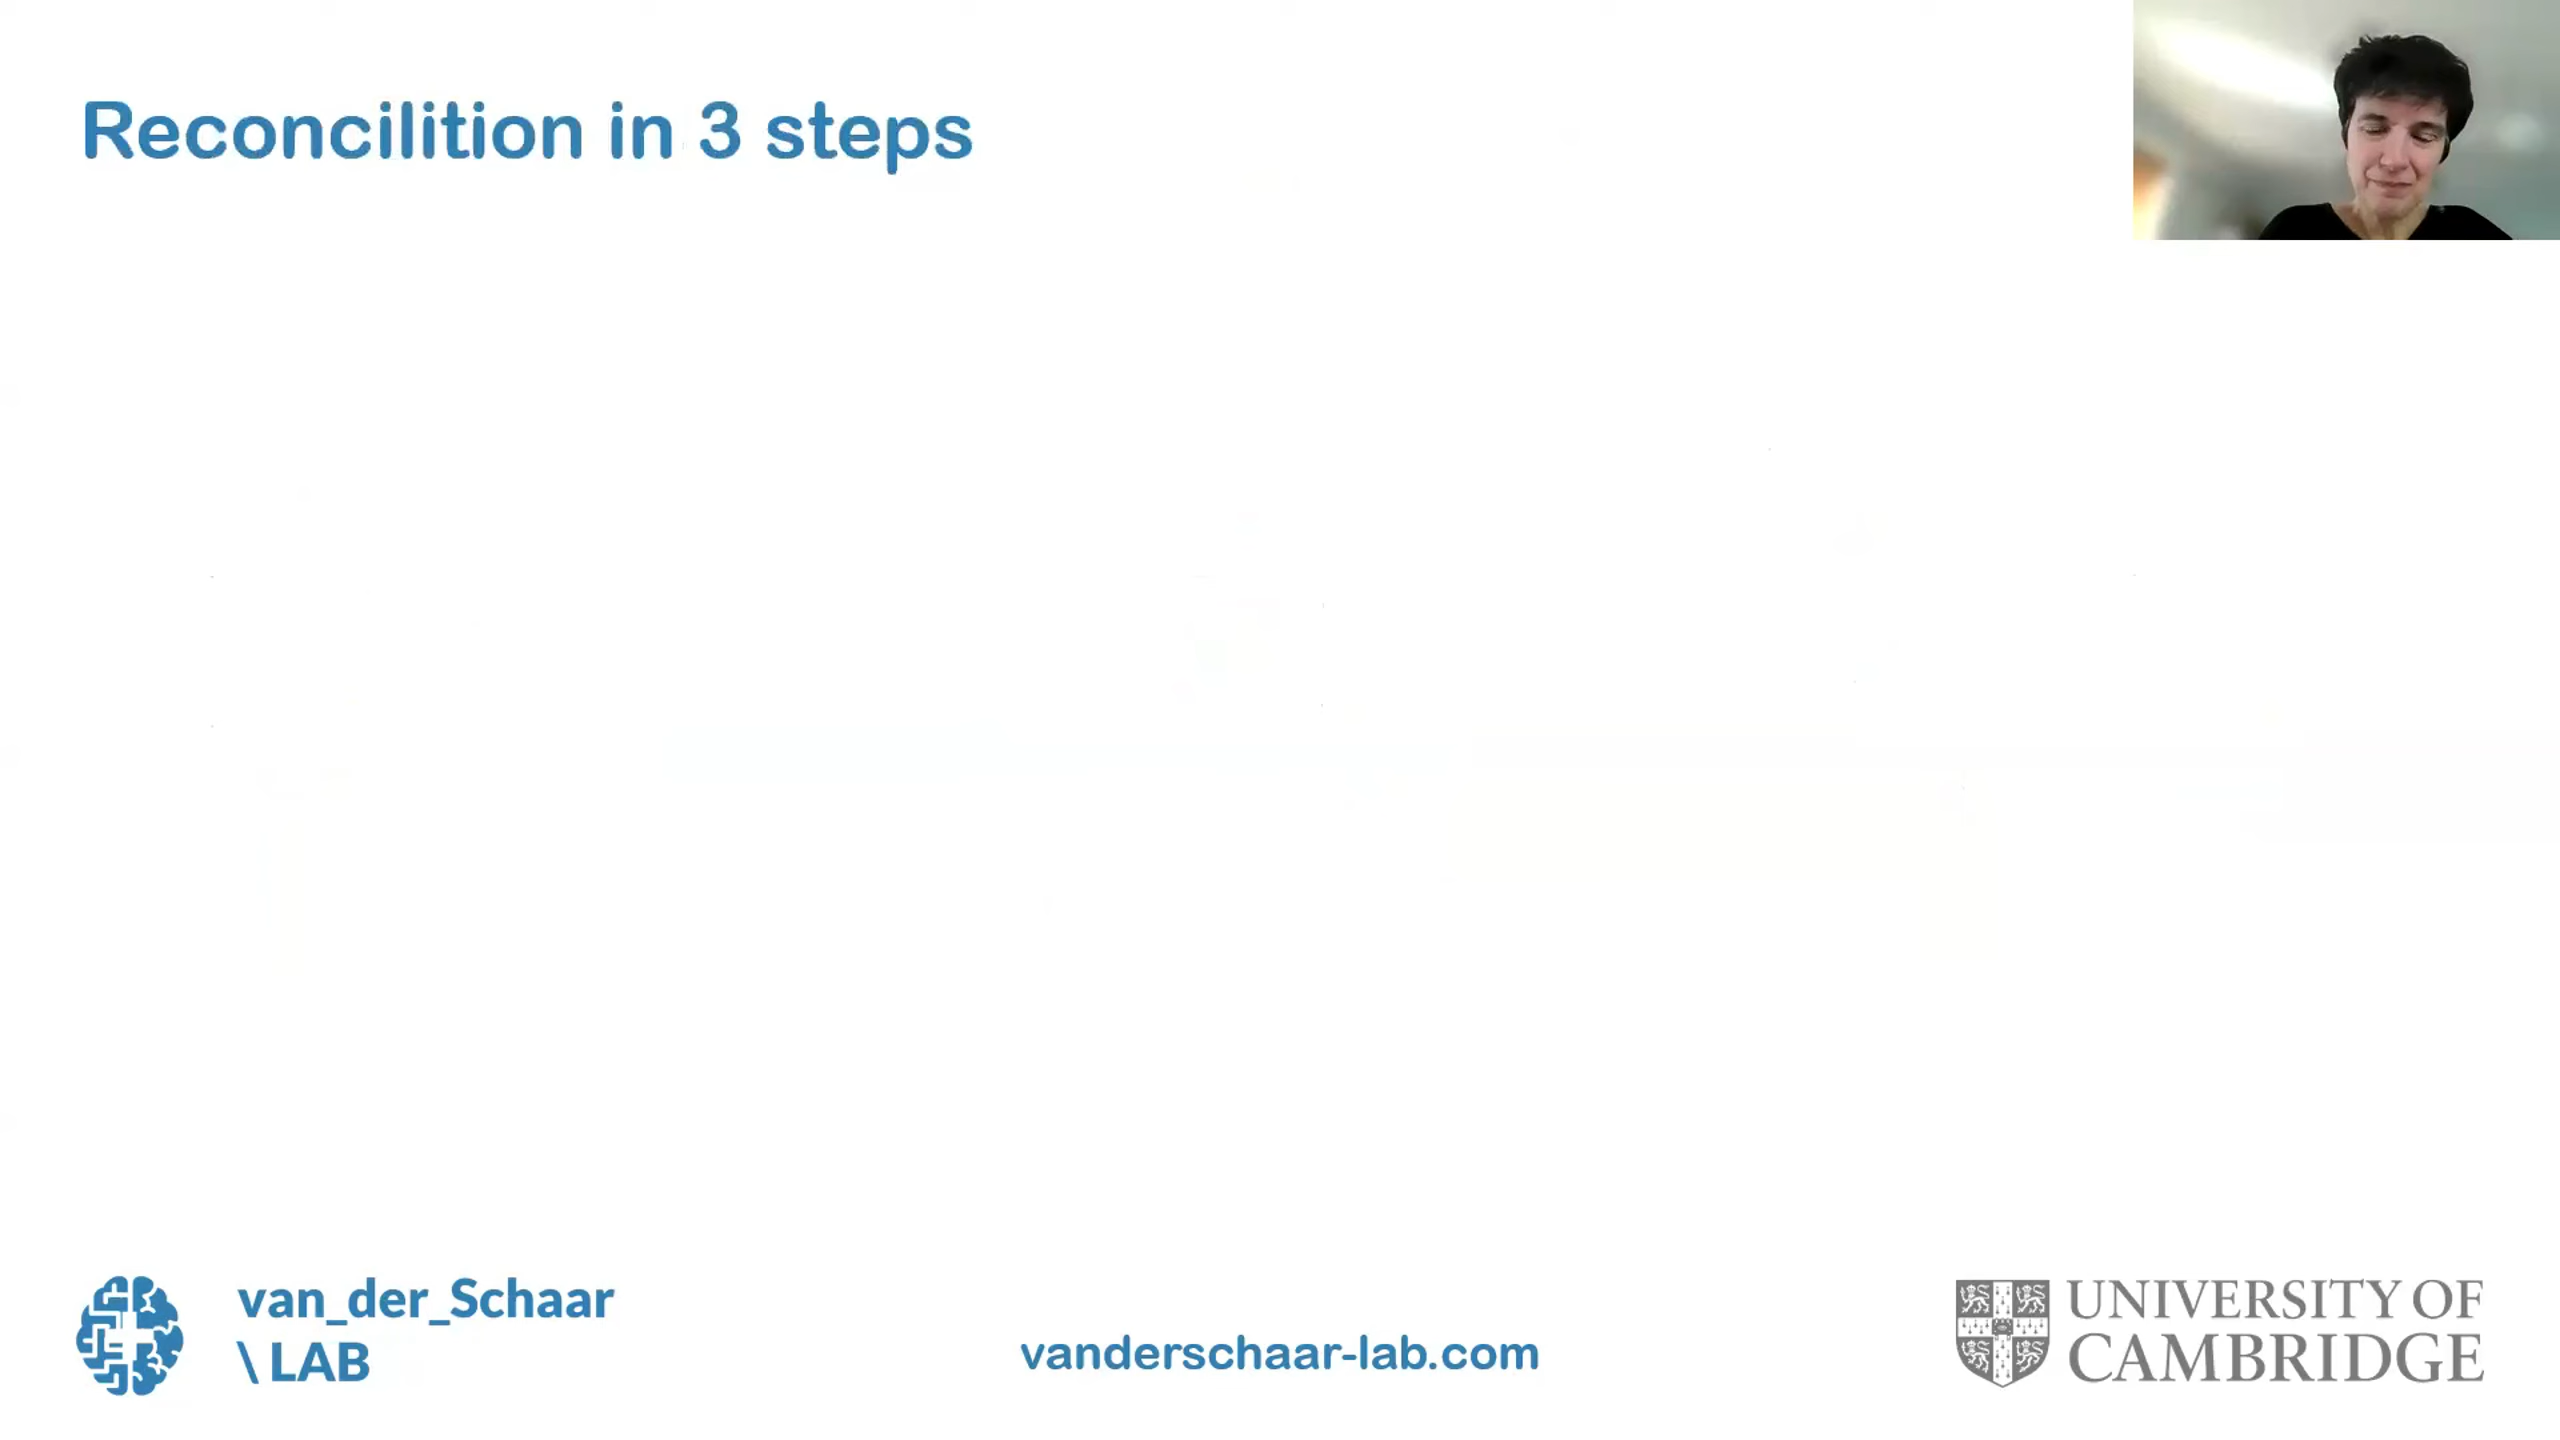 Reconcilition in 3 steps
van_der_Schaar
\ LAB
vanderschaar-lab.com
UNIVERSITY OF
CAMBRIDGE